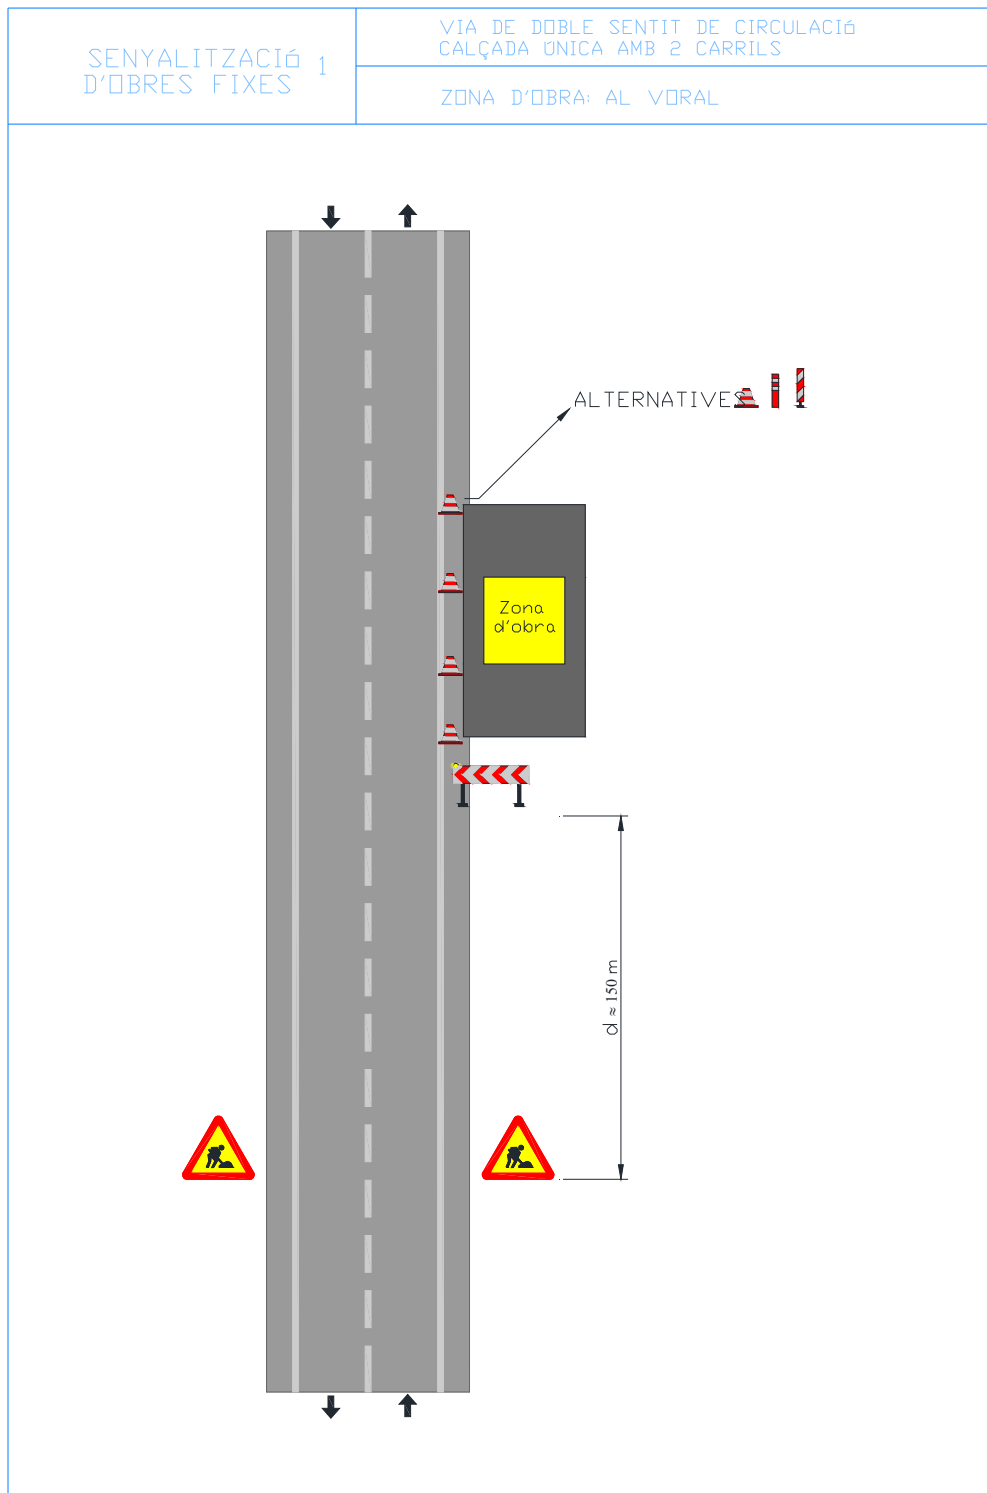 SENYALITZACIó 1
D'OBRES FIXES
VIA DE DOBLE SENTIT DE CIRCULACIó
CALÇADA ÚNICA AMB 2 CARRILS
ZONA D'OBRA: AL VORAL
ALTERNATIVES
Zona
d'obra
d ≈ 150 m